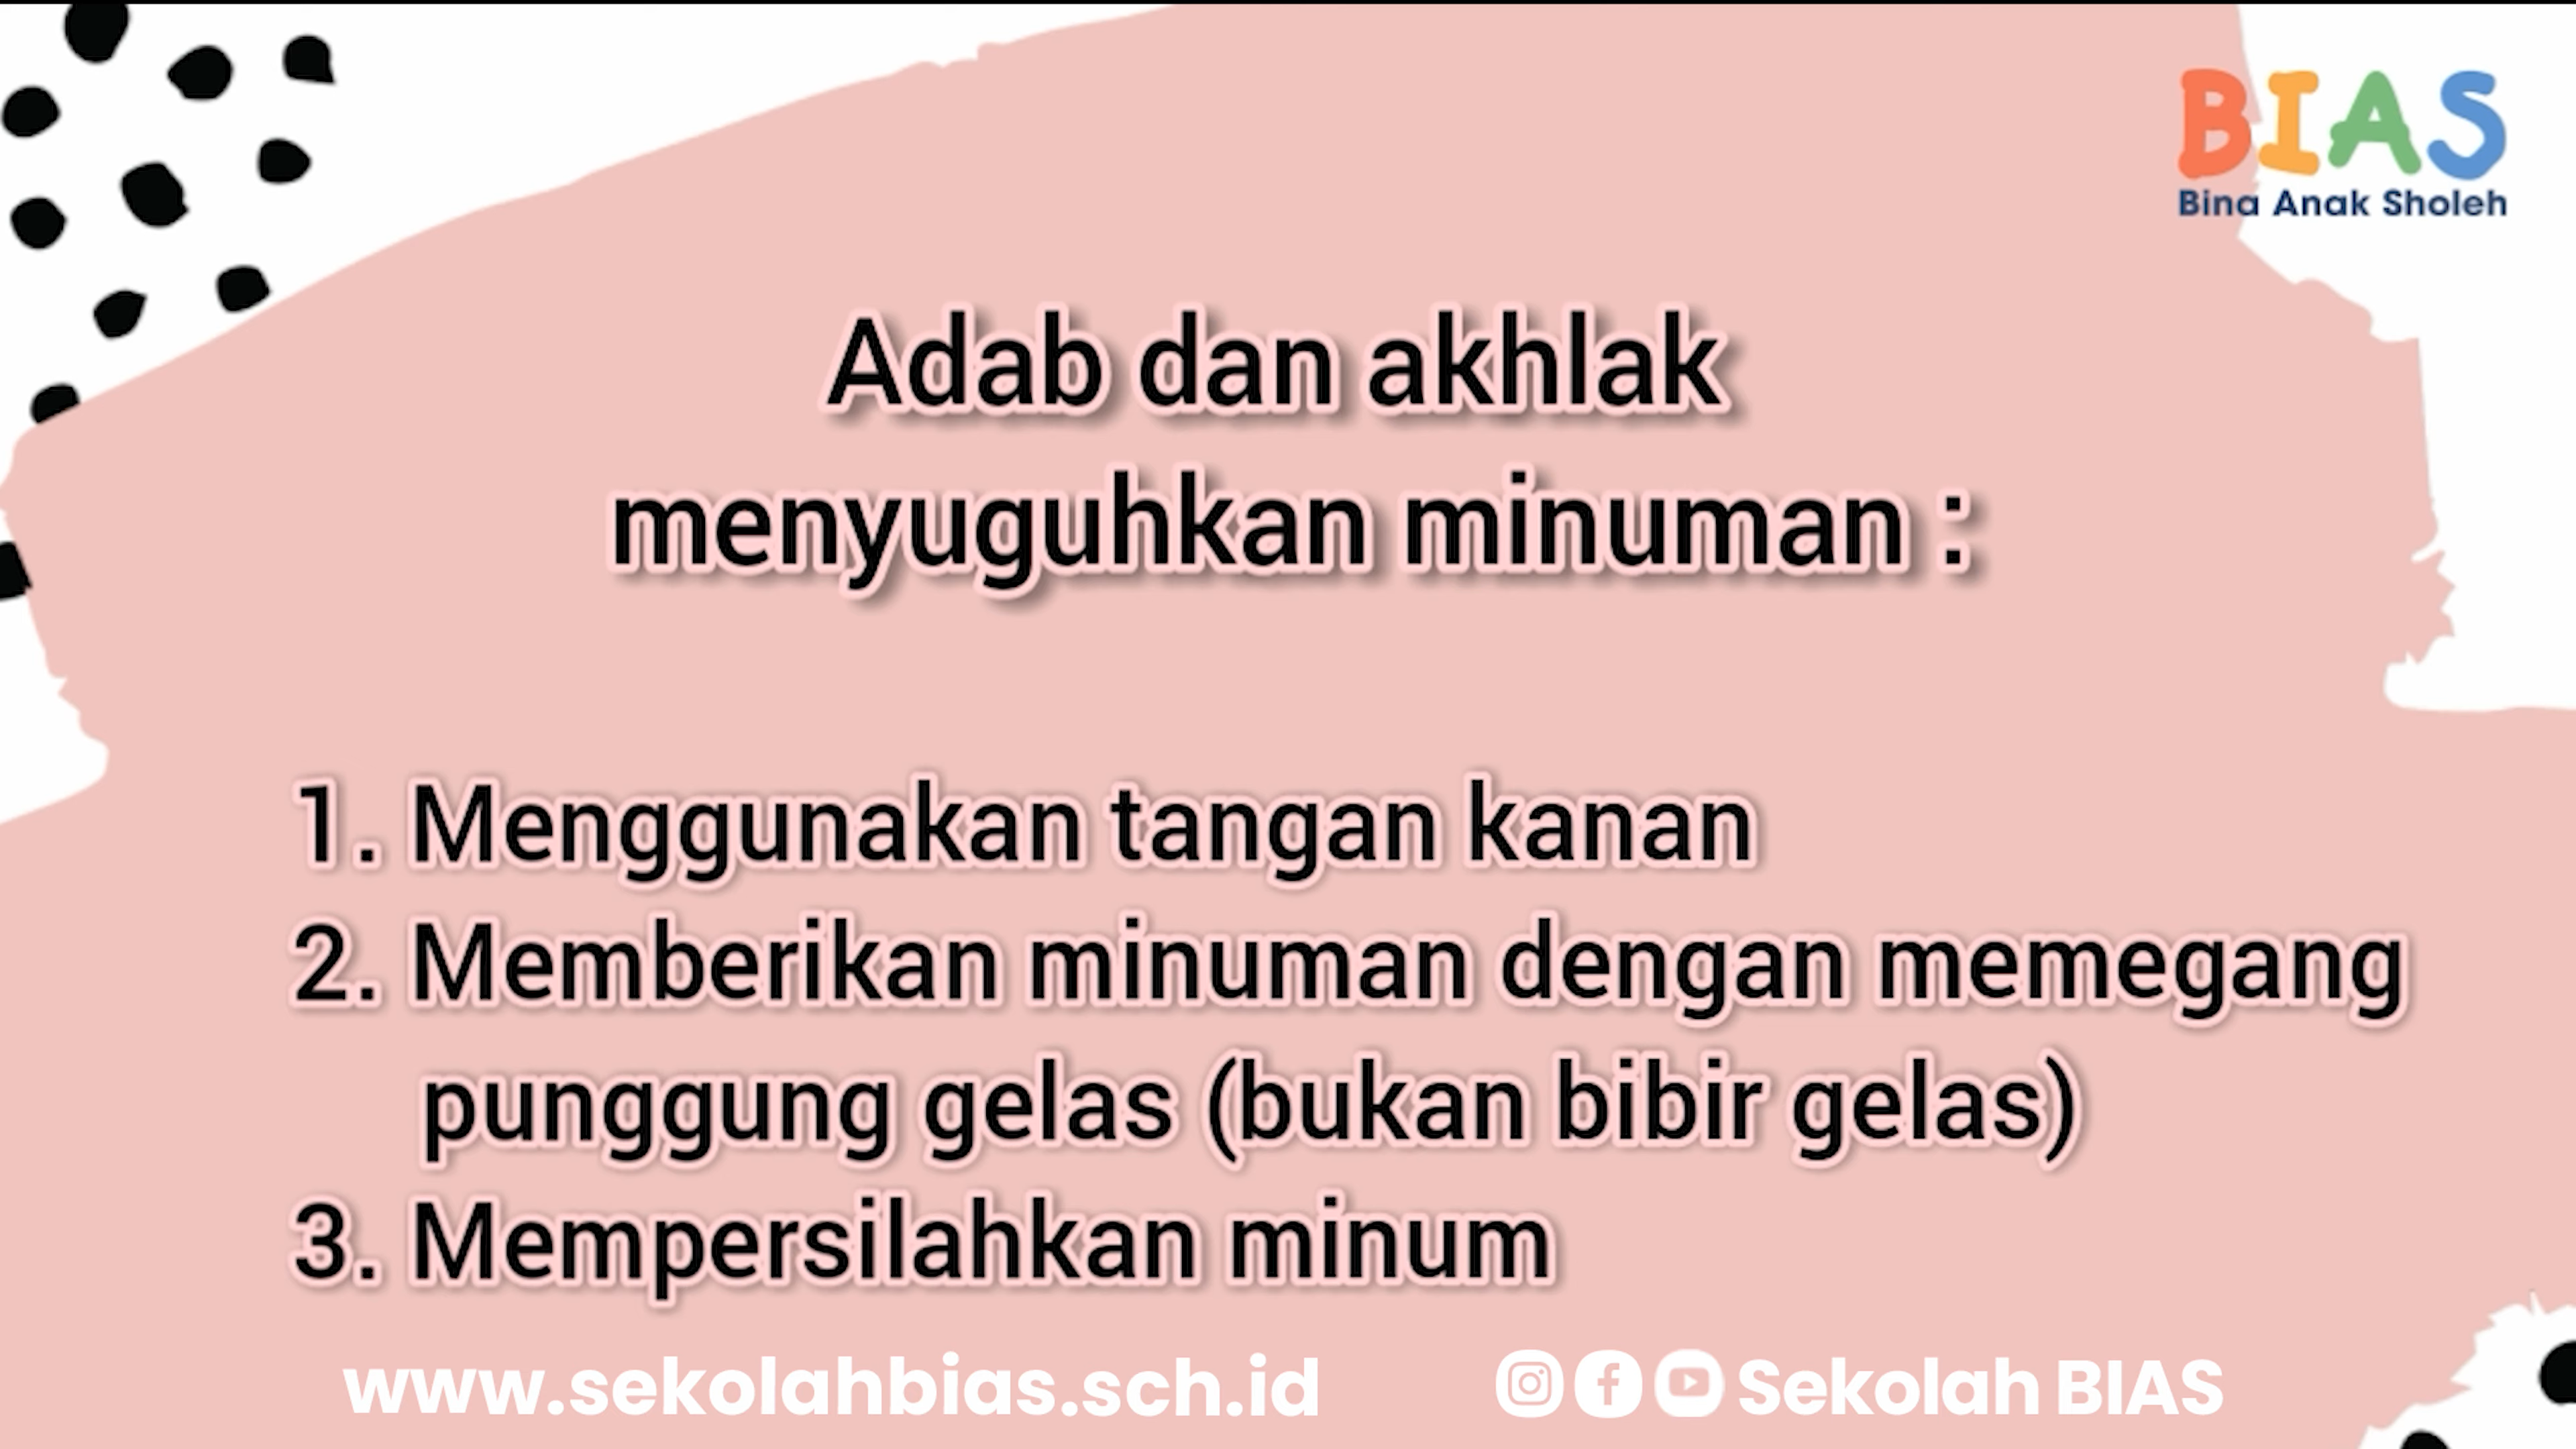 BIAS
Bina Anak Sholeh
Adab dan akhlak
menyuguhkan minuman :
1. Menggunakan tangan kanan
2. Memberikan minuman dengan memegang
punggung gelas (bukan bibir gelas)
3. Mempersilahkan minum
www.sekolahbias.sch.id
Sekolah BIAS